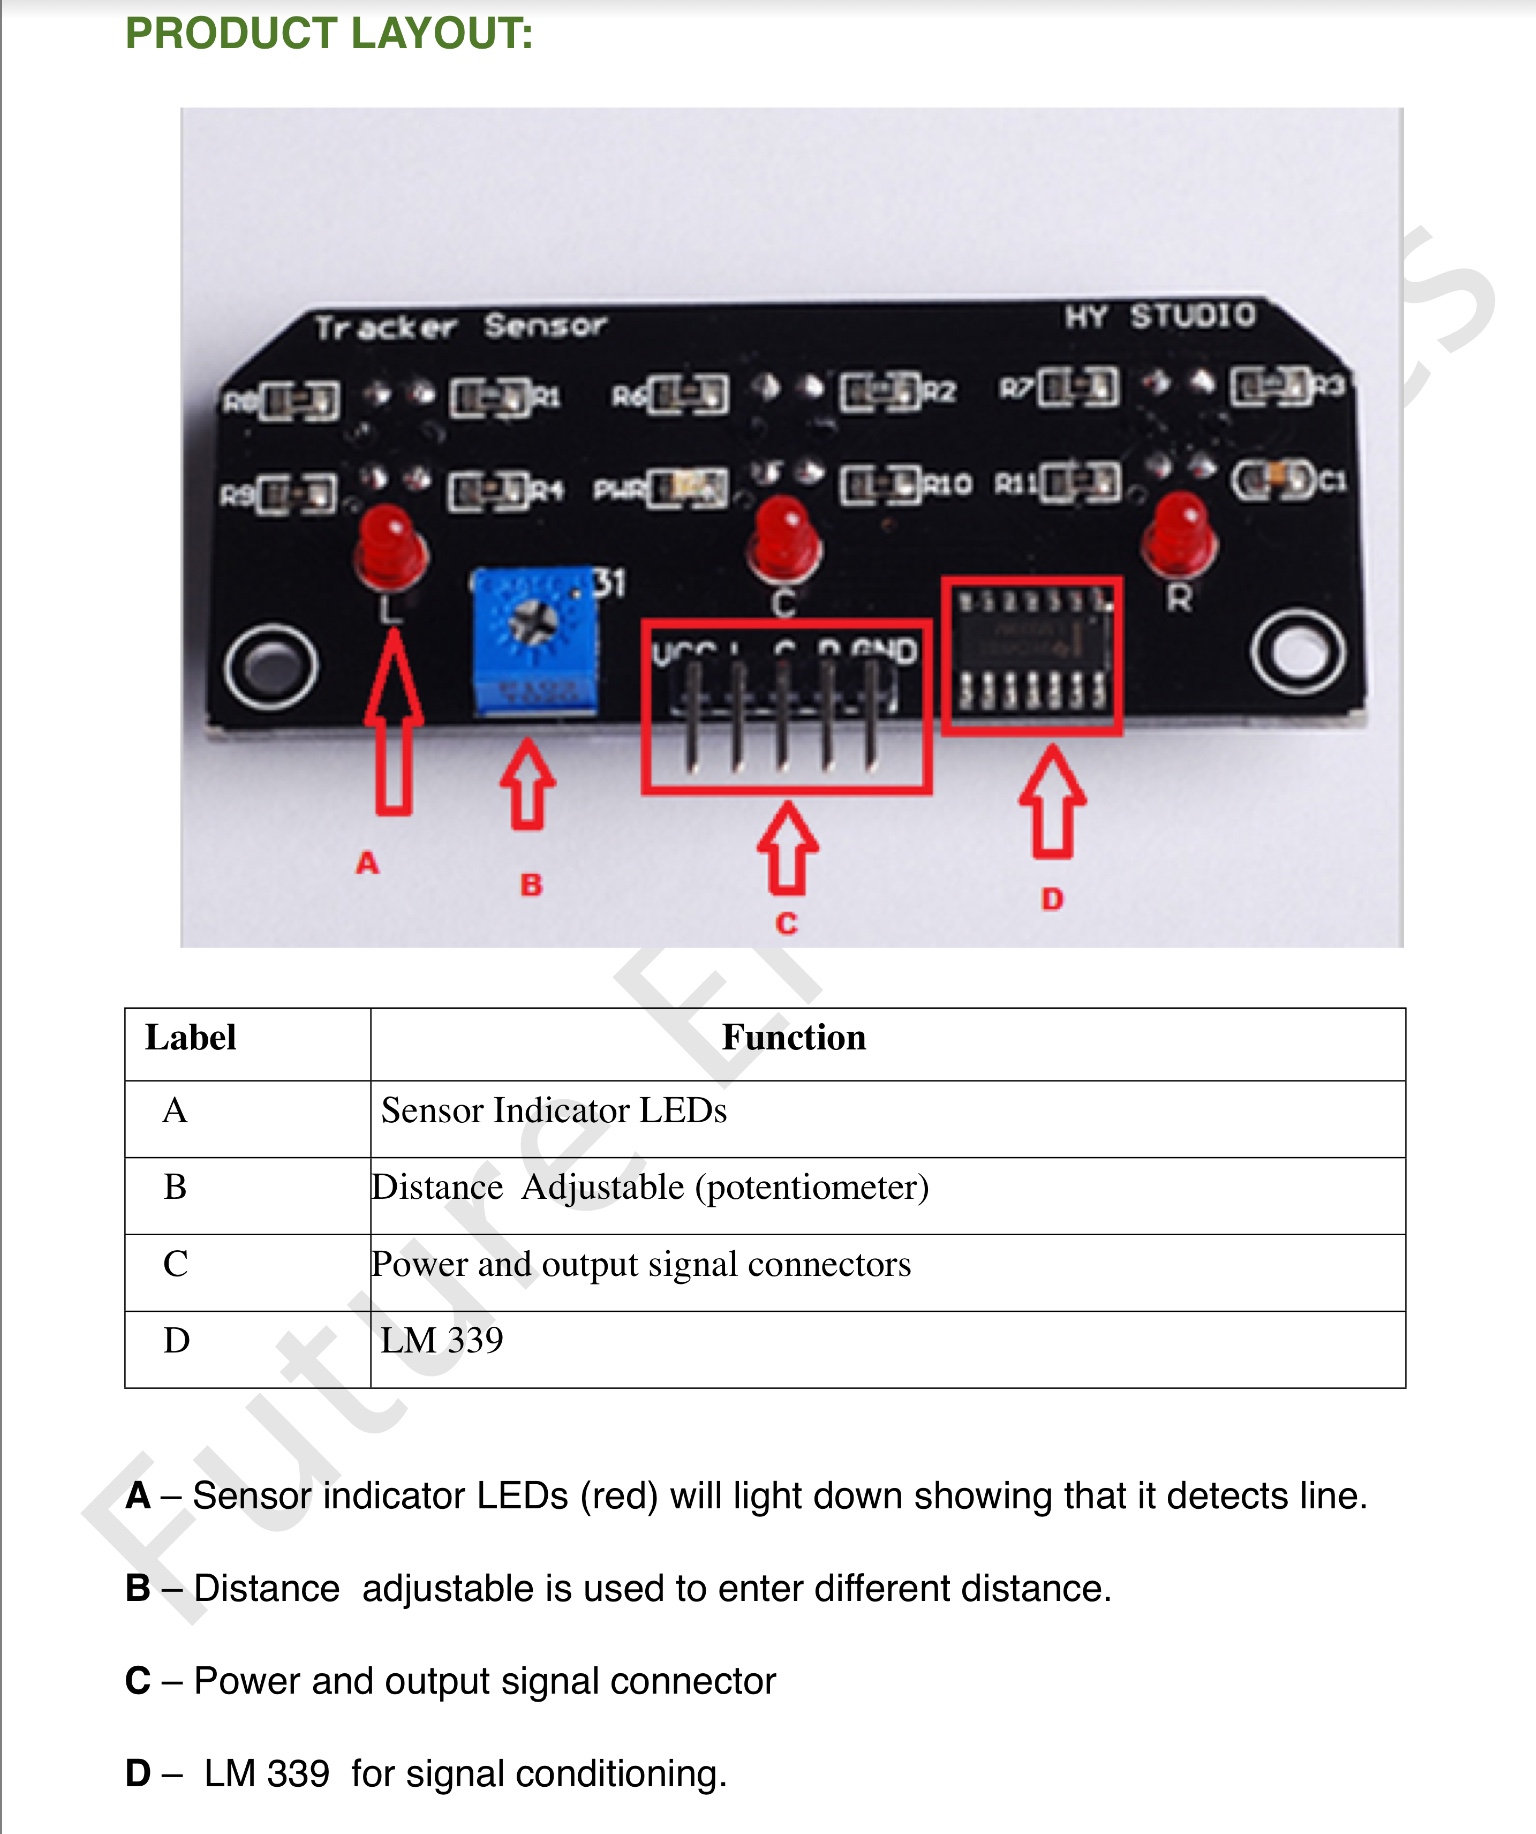 PRODUCT LAYOUT:
Tracker Sensor HY STUDIO
R8 R1 R6 R2 R7 R3
R9 R4 PWR R10 R11 C1
L C R
31
VCC L C R GND
A
B
C
D
Label Function
A Sensor Indicator LEDs
B Distance Adjustable (potentiometer)
C Power and output signal connectors
D LM 339
A – Sensor indicator LEDs (red) will light down showing that it detects line.
B – Distance adjustable is used to enter different distance.
C – Power and output signal connector
D – LM 339 for signal conditioning.
Future